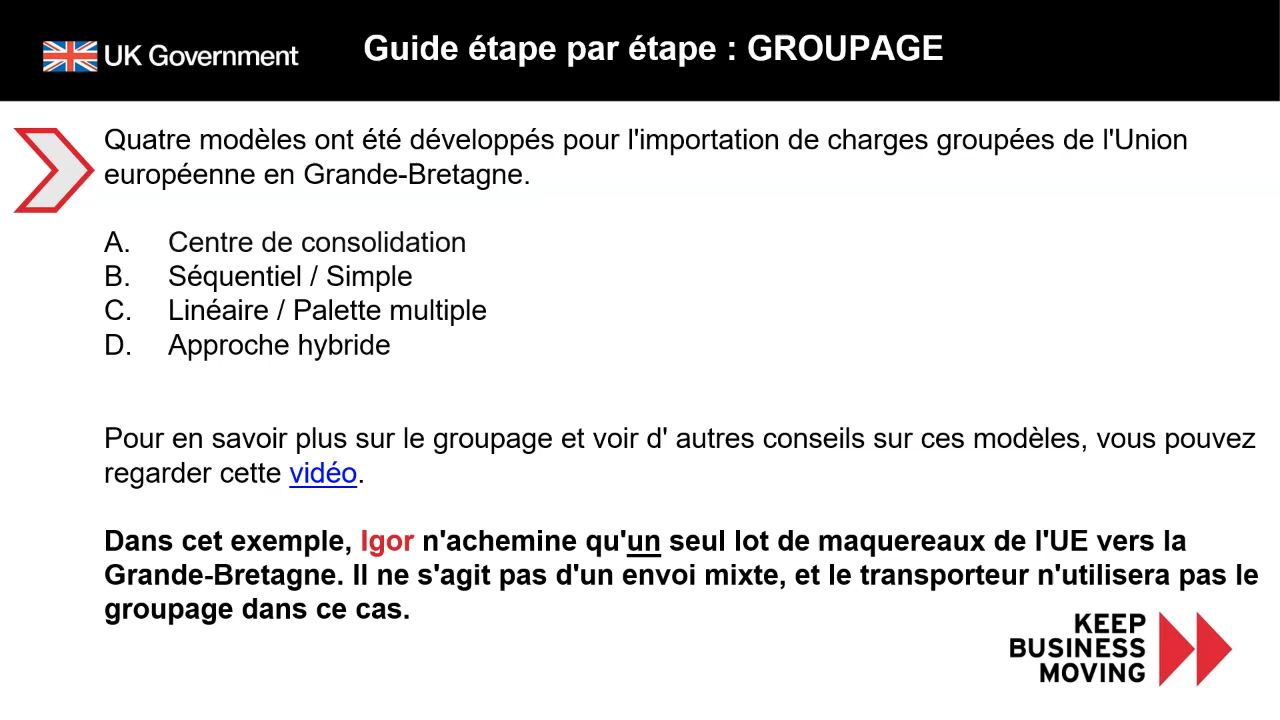 UK Government
Guide étape par étape : GROUPAGE
Quatre modèles ont été développés pour l'importation de charges groupées de l'Union
européenne en Grande-Bretagne.
A. Centre de consolidation
B. Séquentiel / Simple
C. Linéaire / Palette multiple
D. Approche hybride
Pour en savoir plus sur le groupage et voir d' autres conseils sur ces modèles, vous pouvez
regarder cette vidéo.
Dans cet exemple, Igor n'achemine qu'un seul lot de maquereaux de l'UE vers la
Grande-Bretagne. Il ne s'agit pas d'un envoi mixte, et le transporteur n'utilisera pas le
groupage dans ce cas.
KEEP
BUSINESS
MOVING